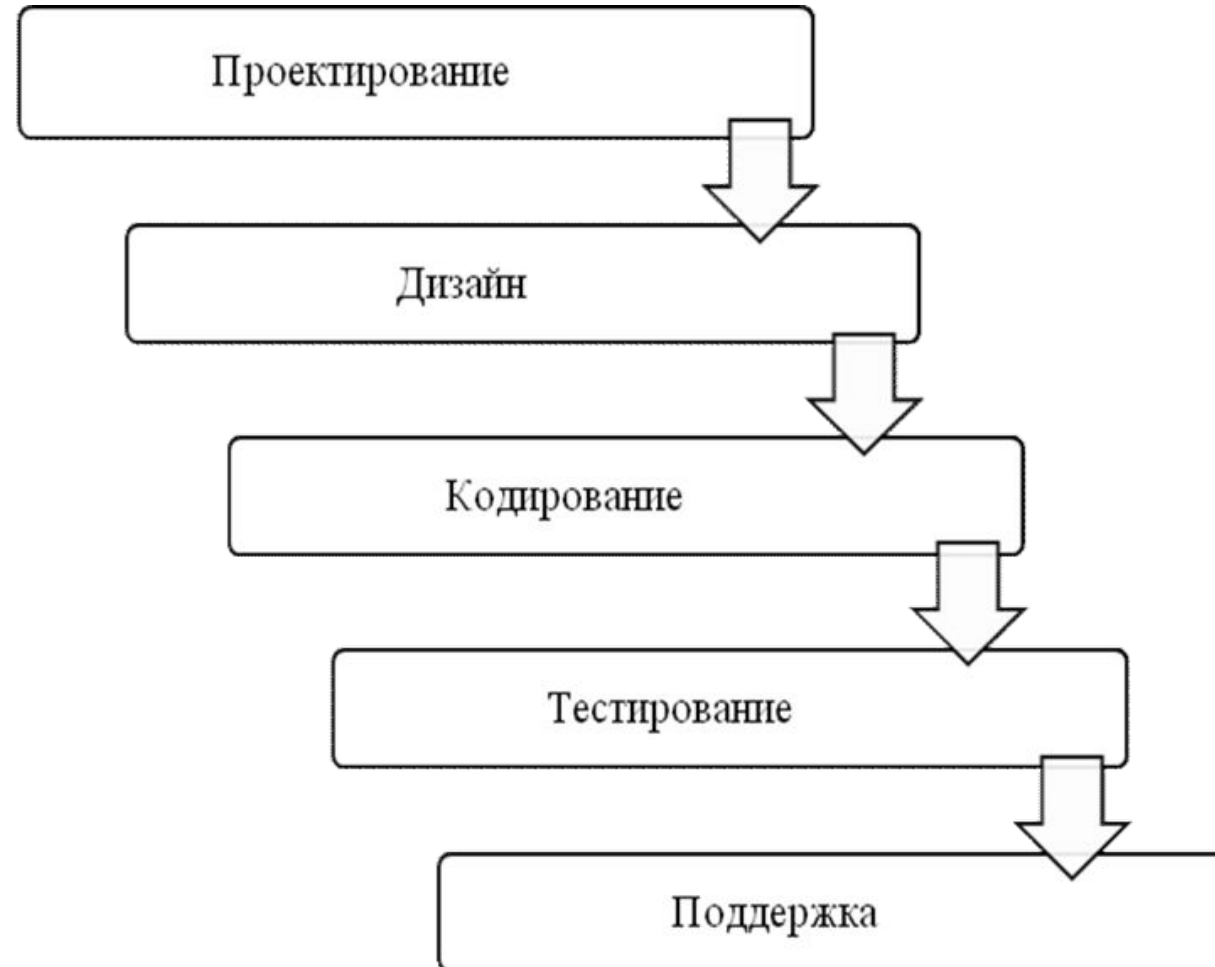 Проектирование
Дизайн
Кодирование
Тестирование
Поддержка